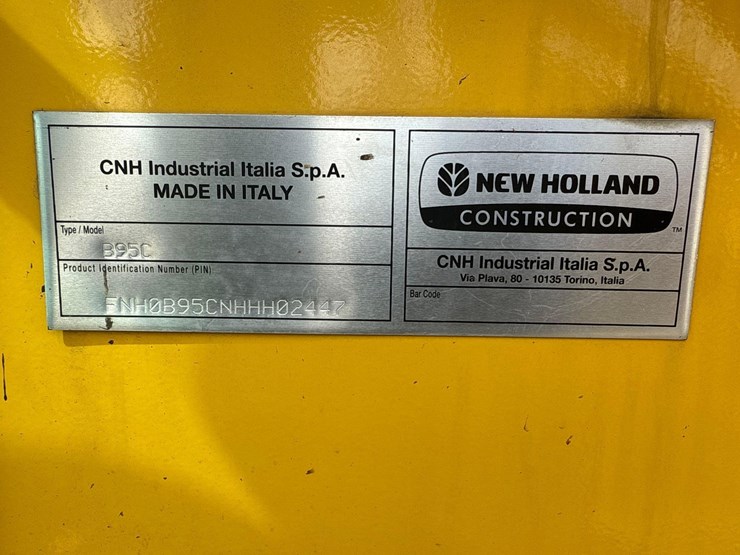 CNH Industrial Italia S.p.A.
MADE IN ITALY
Type / Model
B95C
Product Identification Number (PIN)
FNH0B95CNHHH02447
NEW HOLLAND
CONSTRUCTION
TM
CNH Industrial Italia S.p.A.
Via Plava, 80 - 10135 Torino, Italia
Bar Code